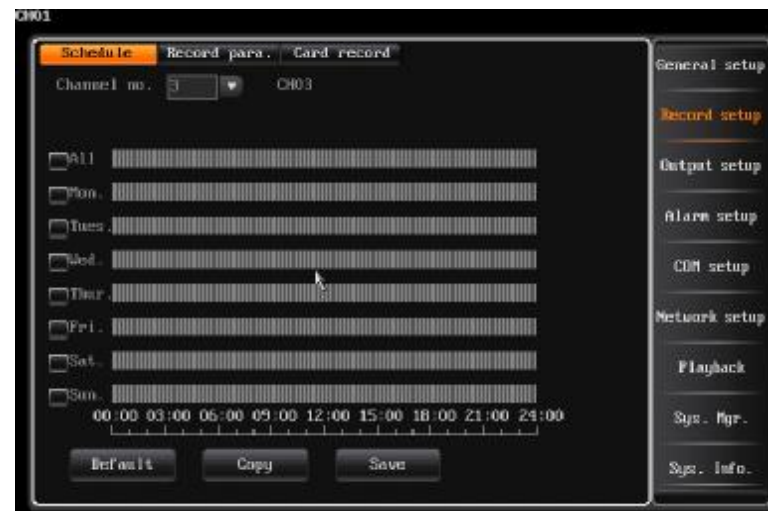 CH01
Schedule Record para. Card record
Channel no. 3 CH03
All
Mon.
Tues.
Wed.
Thur.
Fri.
Sat.
Sun.
00:00 03:00 06:00 09:00 12:00 15:00 18:00 21:00 24:00
Default Copy Save
General setup
Record setup
Output setup
Alarm setup
COM setup
Network setup
Playback
Sys. Mgr.
Sys. Info.